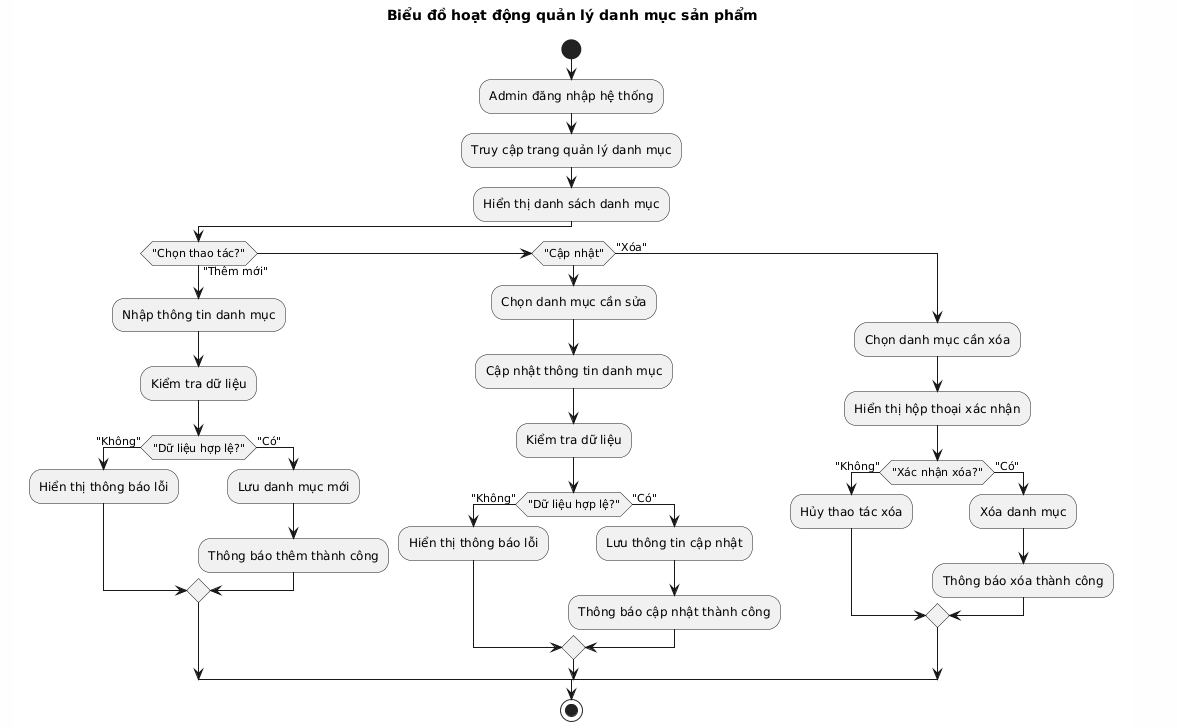 Biểu đồ hoạt động quản lý danh mục sản phẩm
Admin đăng nhập hệ thống
Truy cập trang quản lý danh mục
Hiển thị danh sách danh mục
"Chọn thao tác?"
"Thêm mới"
Nhập thông tin danh mục
Kiểm tra dữ liệu
"Dữ liệu hợp lệ?"
"Không"
"Có"
Hiển thị thông báo lỗi
Lưu danh mục mới
Thông báo thêm thành công
"Cập nhật"
Chọn danh mục cần sửa
Cập nhật thông tin danh mục
Kiểm tra dữ liệu
"Dữ liệu hợp lệ?"
"Không"
"Có"
Hiển thị thông báo lỗi
Lưu thông tin cập nhật
Thông báo cập nhật thành công
"Xóa"
Chọn danh mục cần xóa
Hiển thị hộp thoại xác nhận
"Xác nhận xóa?"
"Không"
"Có"
Hủy thao tác xóa
Xóa danh mục
Thông báo xóa thành công